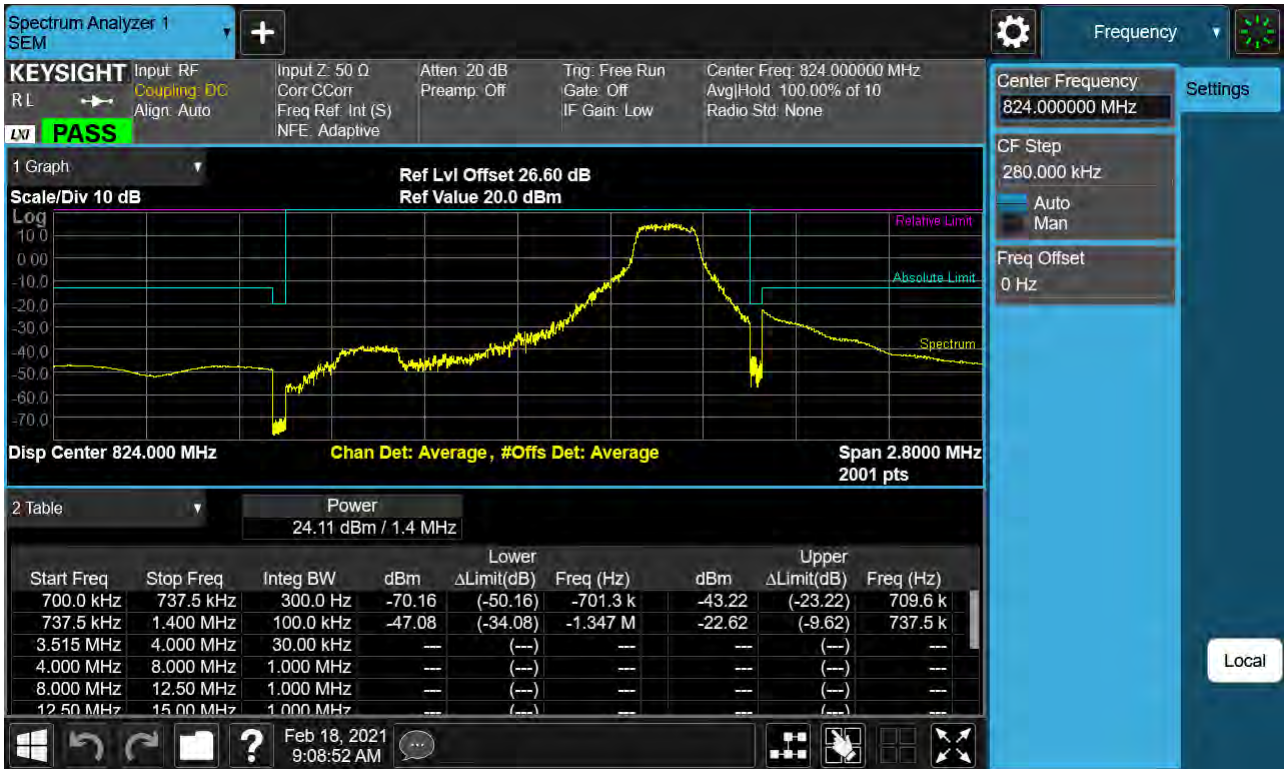 Spectrum Analyzer 1
SEM
Frequency
KEYSIGHT
R L
LXI
PASS
Input: RF
Coupling: DC
Align: Auto
Input Z: 50 Ω
Corr CCorr
Freq Ref: Int (S)
NFE: Adaptive
Atten: 20 dB
Preamp: Off
Trig: Free Run
Gate: Off
IF Gain: Low
Center Freq: 824.000000 MHz
Avg|Hold: 100.00% of 10
Radio Std: None
Center Frequency
824.000000 MHz
Settings
CF Step
280.000 kHz
Auto
Man
Freq Offset
0 Hz
Local
1 Graph
Scale/Div 10 dB
Ref Lvl Offset 26.60 dB
Ref Value 20.0 dBm
Log
10.0
0.00
-10.0
-20.0
-30.0
-40.0
-50.0
-60.0
-70.0
Relative Limit
Absolute Limit
Spectrum
Disp Center 824.000 MHz
Chan Det: Average, #Offs Det: Average
Span 2.8000 MHz
2001 pts
2 Table
Power
24.11 dBm / 1.4 MHz
Lower Upper
Start Freq Stop Freq Integ BW dBm ΔLimit(dB) Freq (Hz) dBm ΔLimit(dB) Freq (Hz)
700.0 kHz 737.5 kHz 300.0 Hz -70.16 (-50.16) -701.3 k -43.22 (-23.22) 709.6 k
737.5 kHz 1.400 MHz 100.0 kHz -47.08 (-34.08) -1.347 M -22.62 (-9.62) 737.5 k
3.515 MHz 4.000 MHz 30.00 kHz --- (---) --- --- (---) ---
4.000 MHz 8.000 MHz 1.000 MHz --- (---) --- --- (---) ---
8.000 MHz 12.50 MHz 1.000 MHz --- (---) --- --- (---) ---
12.50 MHz 15.00 MHz 1.000 MHz --- (---) --- --- (---) ---
Feb 18, 2021
9:08:52 AM